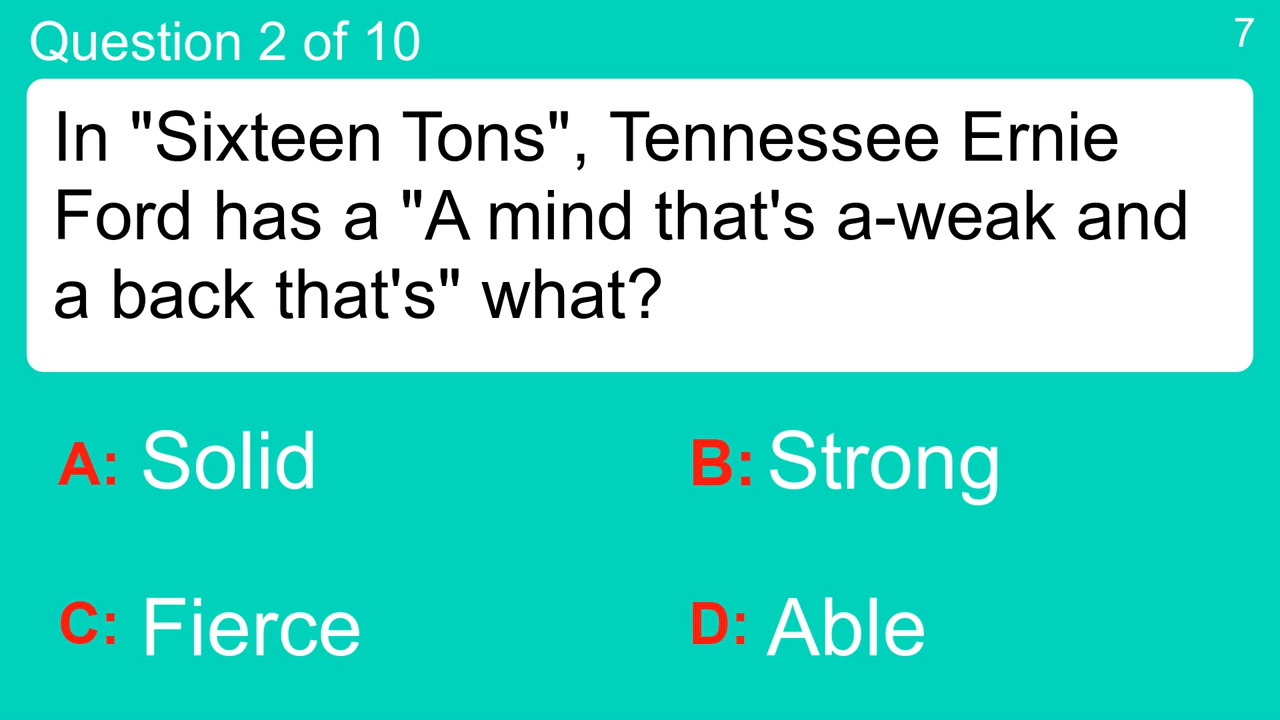 Question 2 of 10
7
In "Sixteen Tons", Tennessee Ernie
Ford has a "A mind that's a-weak and
a back that's" what?
A: Solid
B: Strong
C: Fierce
D: Able